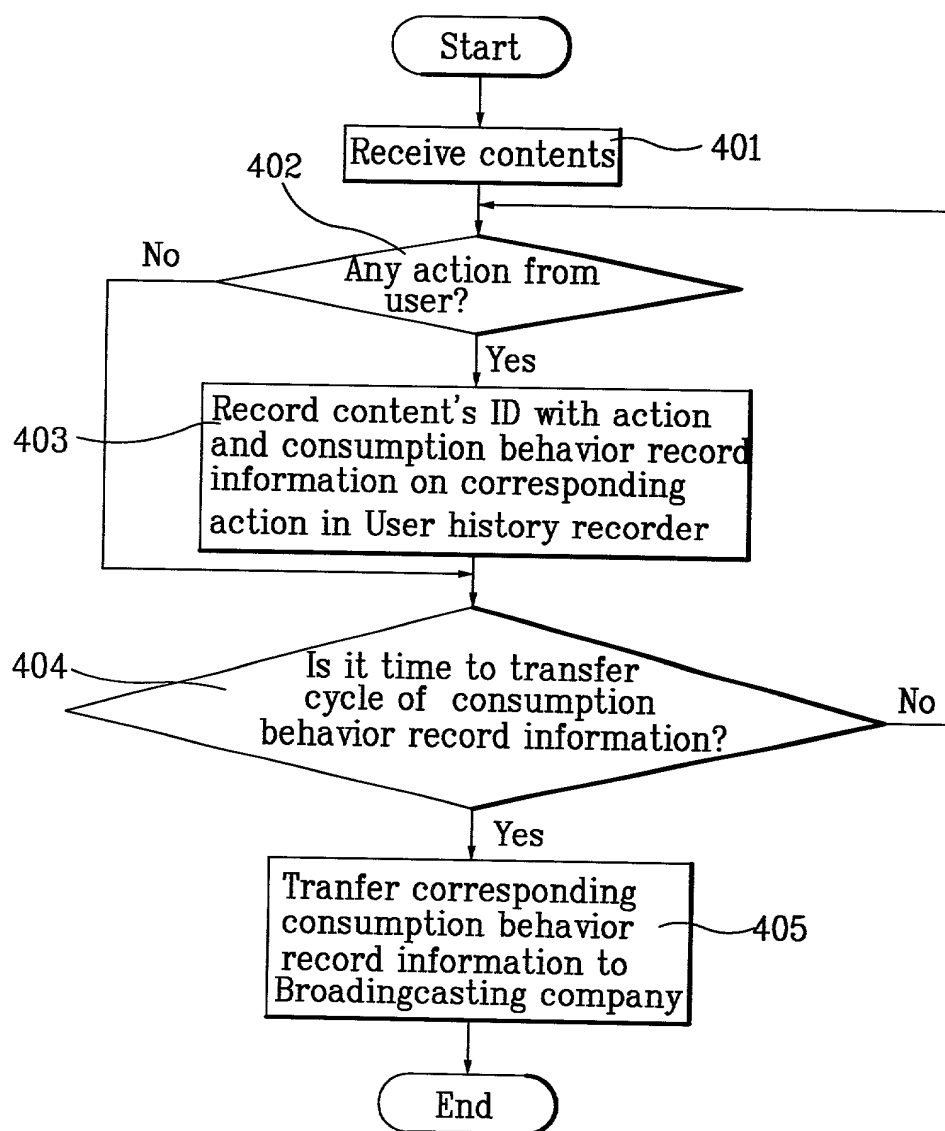 Start
Receive contents
401
402
No
Any action from
user?
Yes
403
Record content's ID with action
and consumption behavior record
information on corresponding
action in User history recorder
404
Is it time to transfer
cycle of consumption
behavior record information?
No
Yes
Tranfer corresponding
consumption behavior
record information to
Broadingcasting company
405
End